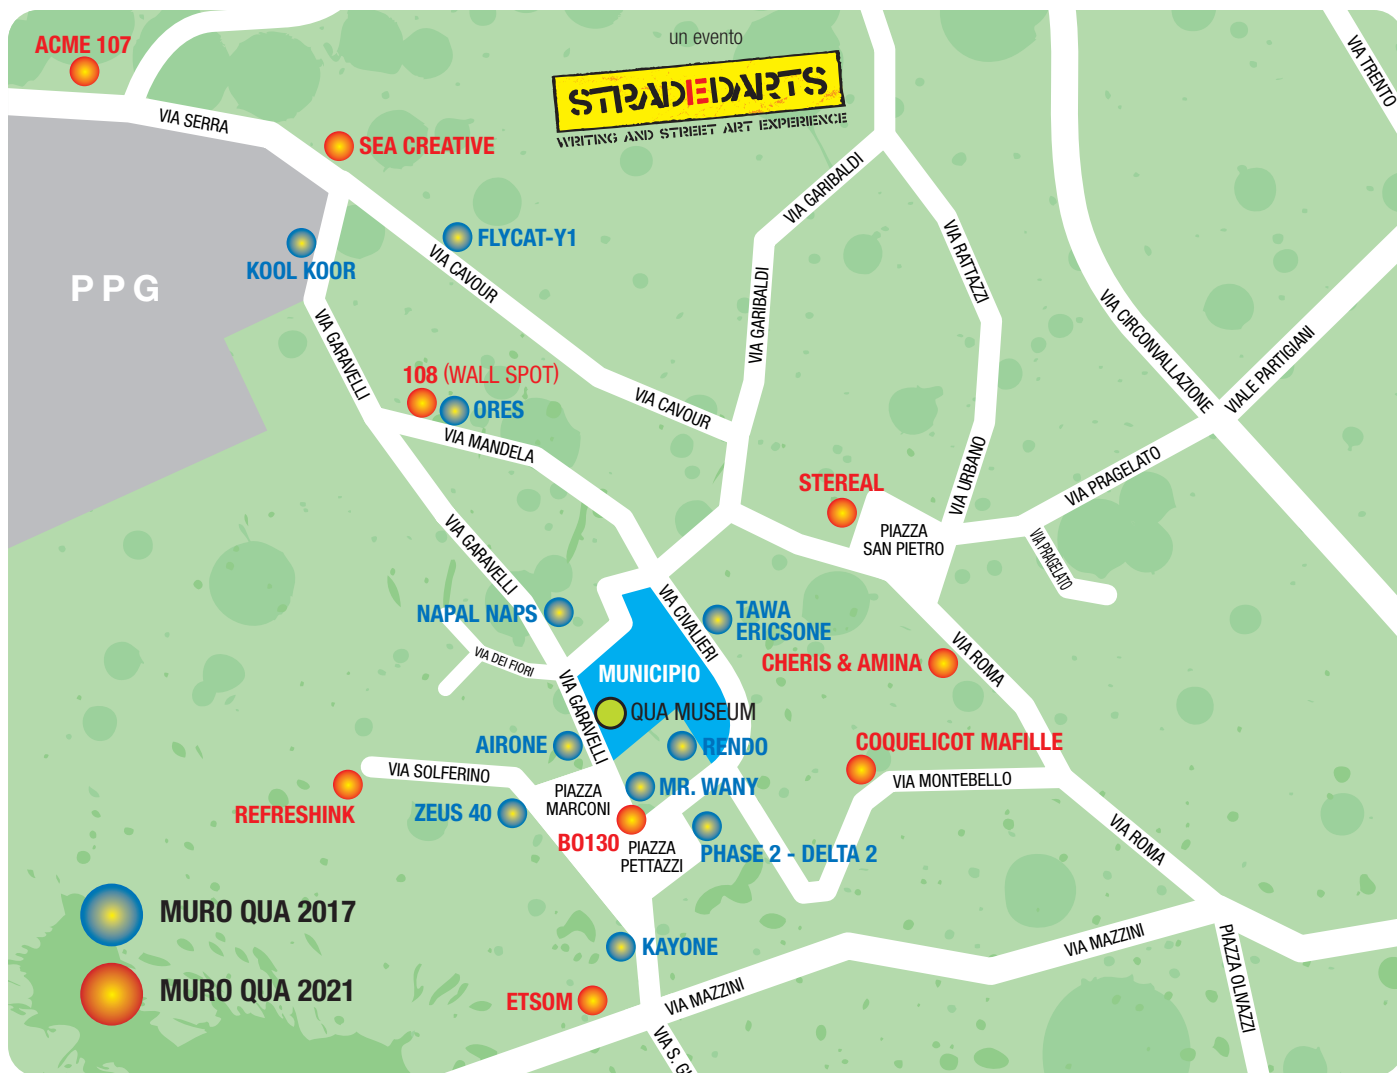 un evento
STRADEDARTS
WRITING AND STREET ART EXPERIENCE
ACME 107
VIA SERRA
SEA CREATIVE
VIA TRENTO
VIA GARIBALDI
VIA RATTAZZI
FLYCAT-Y1
KOOL KOOR
VIA CAVOUR
PPG
VIA GARIBALDI
VIA CIRCONVALLAZIONE
VIALE PARTIGIANI
VIA GARAVELLI
108 (WALL SPOT)
ORES
VIA CAVOUR
VIA MANDELA
VIA URBANO
VIA PRAGELATO
STEREAL
PIAZZA
SAN PIETRO
VIA PRAGELATO
VIA GARAVELLI
NAPAL NAPS
VIA CIVALIERI
TAWA
ERICSONE
VIA DEI FIORI
MUNICIPIO
CHERIS & AMINA
VIA ROMA
VIA GARAVELLI
QUA MUSEUM
AIRONE
RENDO
COQUELICOT MAFILLE
VIA SOLFERINO
VIA MONTEBELLO
REFRESHINK
ZEUS 40
PIAZZA
MARCONI
MR. WANY
BO130
PIAZZA
PETTAZZI
PHASE 2 - DELTA 2
VIA ROMA
MURO QUA 2017
KAYONE
VIA MAZZINI
PIAZZA OLIVAZZI
MURO QUA 2021
ETSOM
VIA MAZZINI
VIA S.